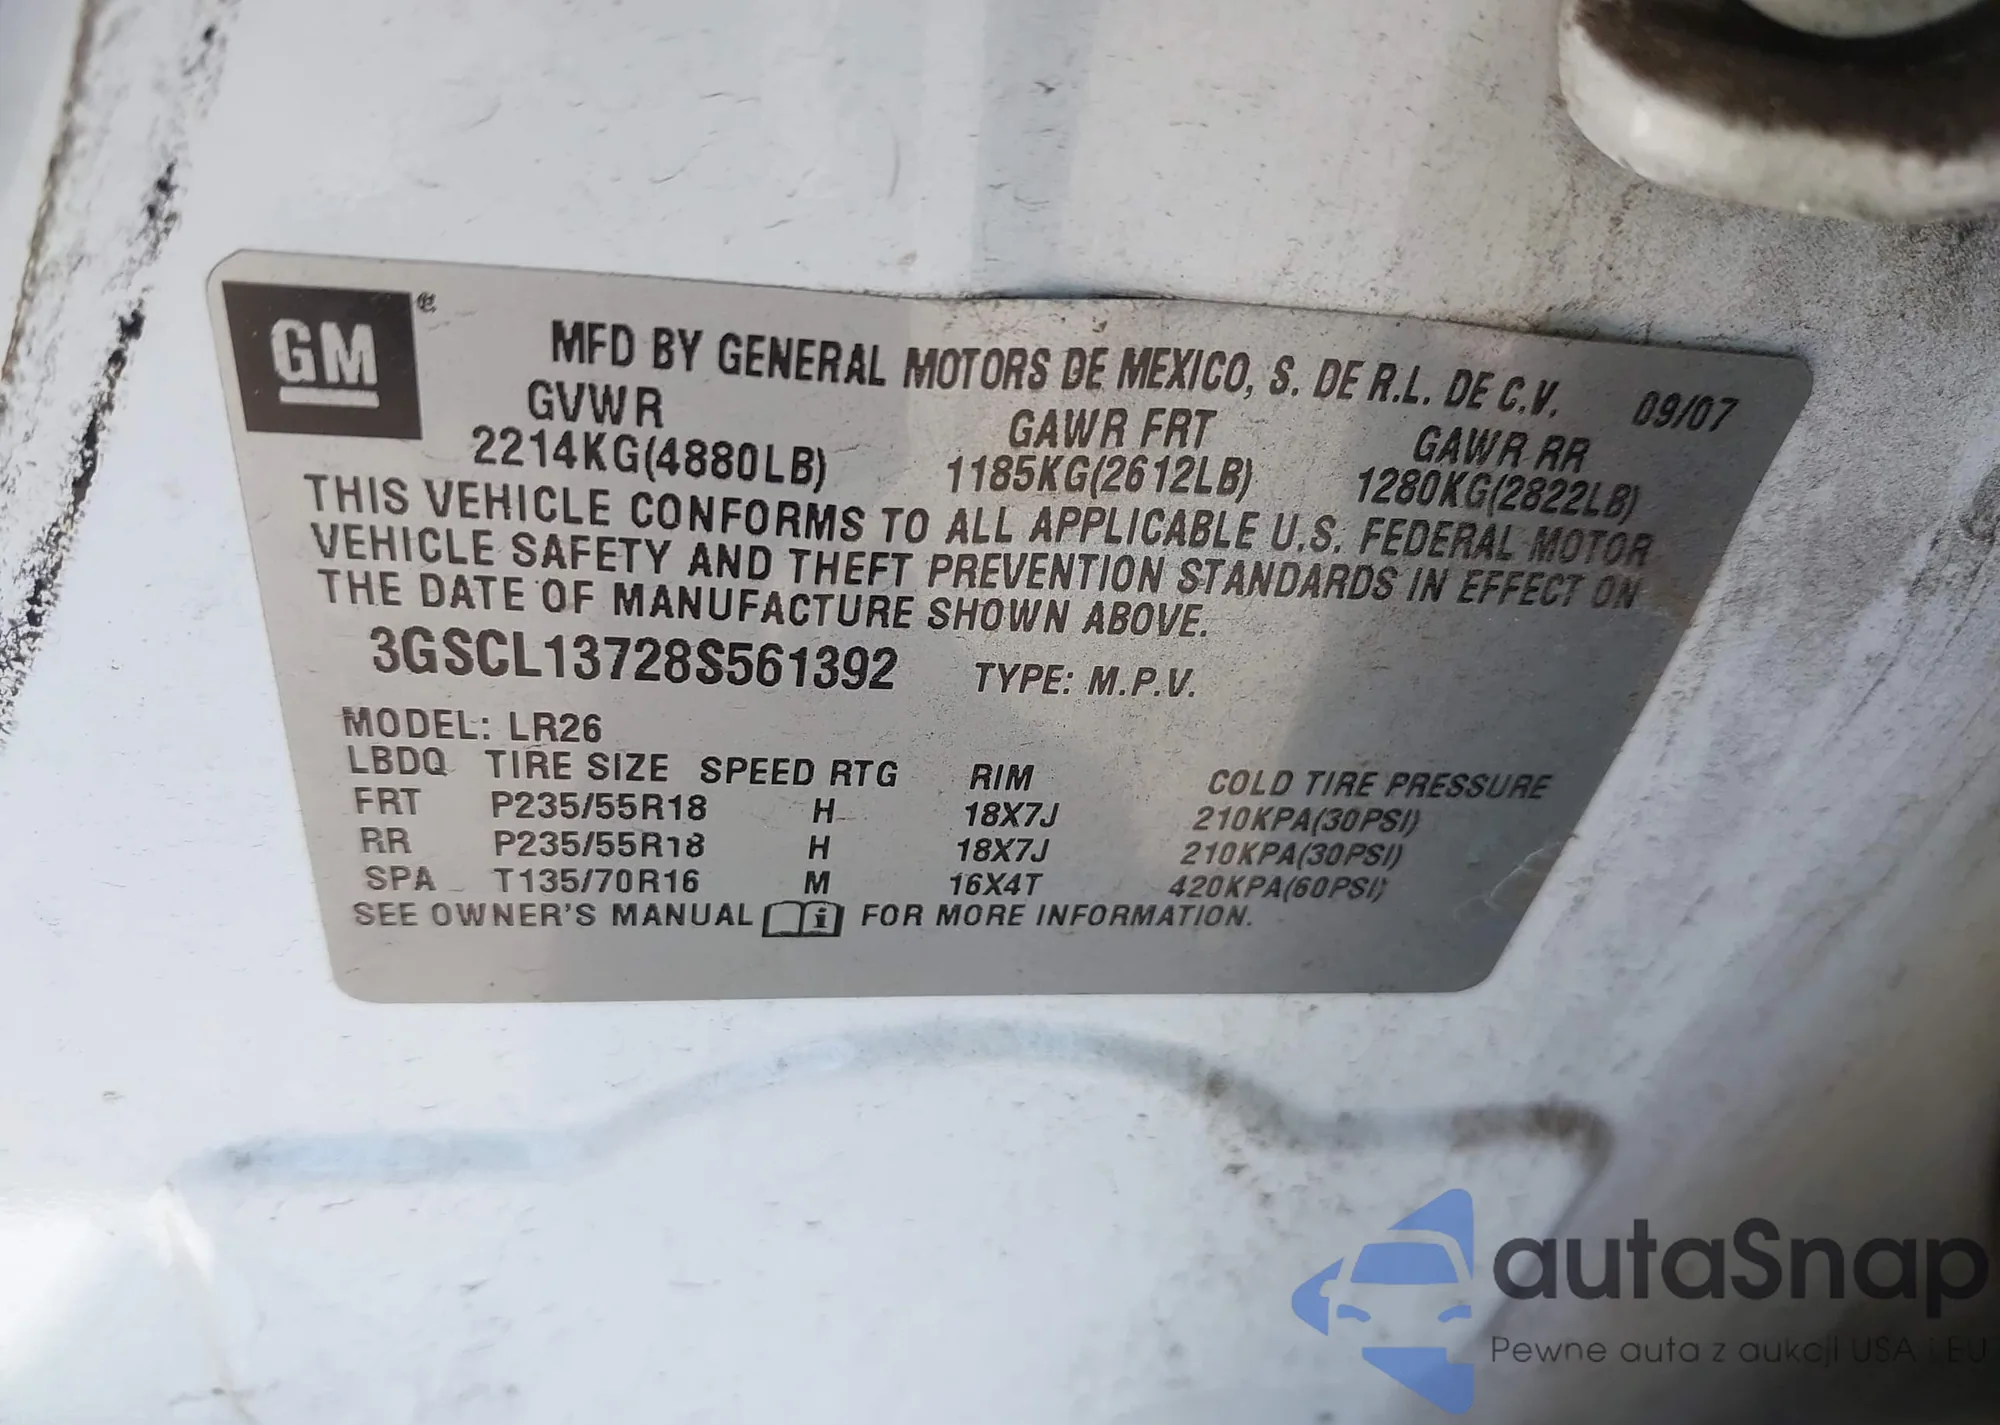 GM
®
MFD BY GENERAL MOTORS DE MEXICO, S. DE R.L. DE C.V. 09/07
GVWR GAWR FRT GAWR RR
2214KG(4880LB) 1185KG(2612LB) 1280KG(2822LB)
THIS VEHICLE CONFORMS TO ALL APPLICABLE U.S. FEDERAL MOTOR
VEHICLE SAFETY AND THEFT PREVENTION STANDARDS IN EFFECT ON
THE DATE OF MANUFACTURE SHOWN ABOVE.
3GSCL13728S561392 TYPE: M.P.V.
MODEL: LR26
LBDQ TIRE SIZE SPEED RTG RIM COLD TIRE PRESSURE
FRT P235/55R18 H 18X7J 210KPA(30PSI)
RR P235/55R18 H 18X7J 210KPA(30PSI)
SPA T135/70R16 M 16X4T 420KPA(60PSI)
SEE OWNER'S MANUAL i FOR MORE INFORMATION.
autaSnap
Pewne auta z aukcji USA i EU